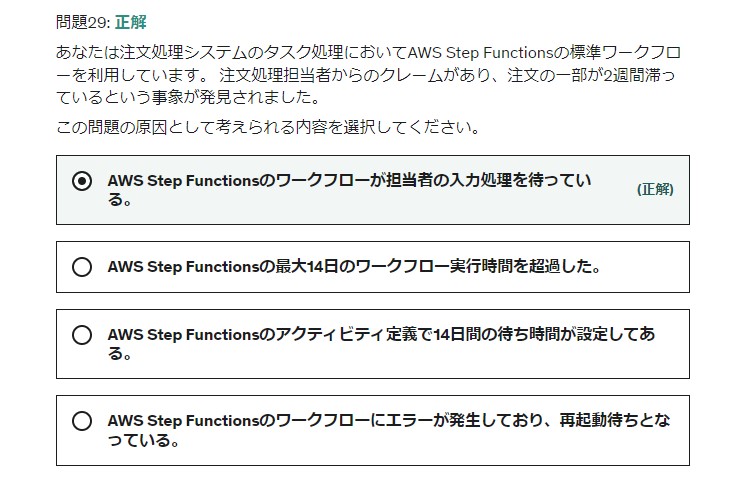 問題29: 正解
あなたは注文処理システムのタスク処理においてAWS Step Functionsの標準ワークフロ
ーを利用しています。 注文処理担当者からのクレームがあり、注文の一部が2週間滞っ
ているという事象が発見されました。
この問題の原因として考えられる内容を選択してください。
AWS Step Functionsのワークフローが担当者の入力処理を待ってい
る。
(正解)
AWS Step Functionsの最大14日のワークフロー実行時間を超過した。
AWS Step Functionsのアクティビティ定義で14日間の待ち時間が設定してあ
る。
AWS Step Functionsのワークフローにエラーが発生しており、再起動待ちとな
っている。